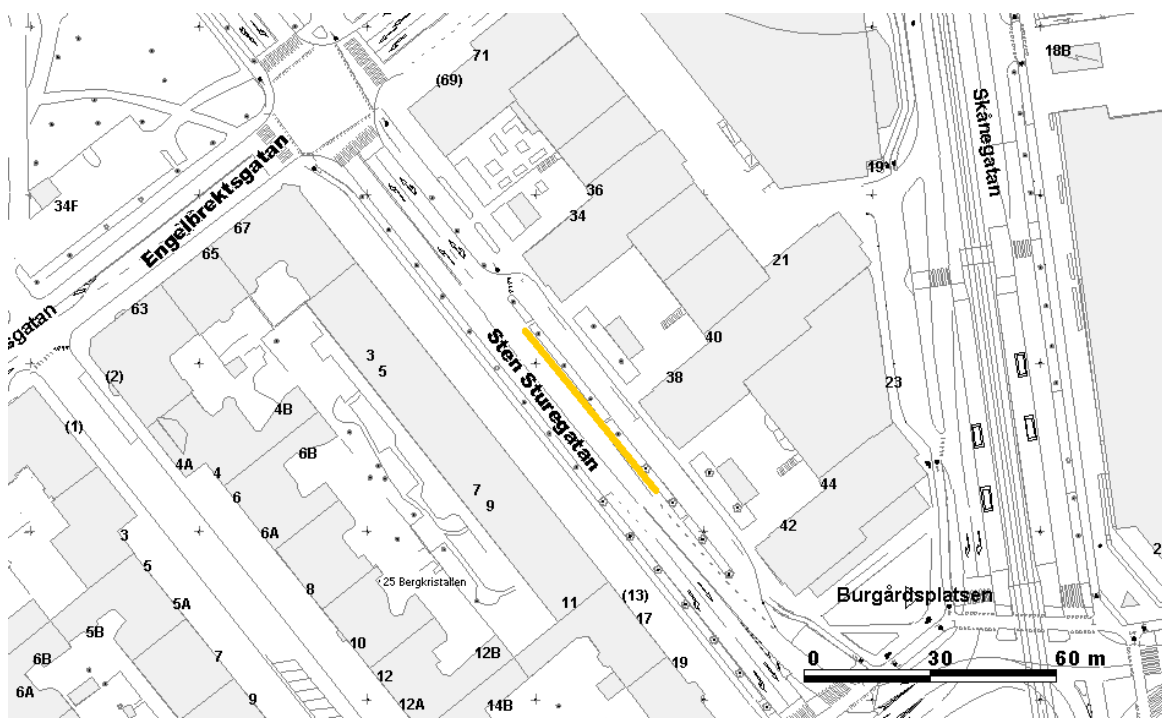 71
18B
(69)
Skånegatan
19
36
34F
34
Engelbrektsgatan
67
65
21
63
sgatan
Sten Sturegatan
40
3
5
38
23
(2)
4B
(1)
6B
4A
4
44
7
6
9
42
3
6A
5
25 Bergkristallen
8
Burgårdsplatsen
2
5A
11
(13)
17
5B
10
12B
0 30 60 m
6B
7
19
12
6A
9
12A
14B